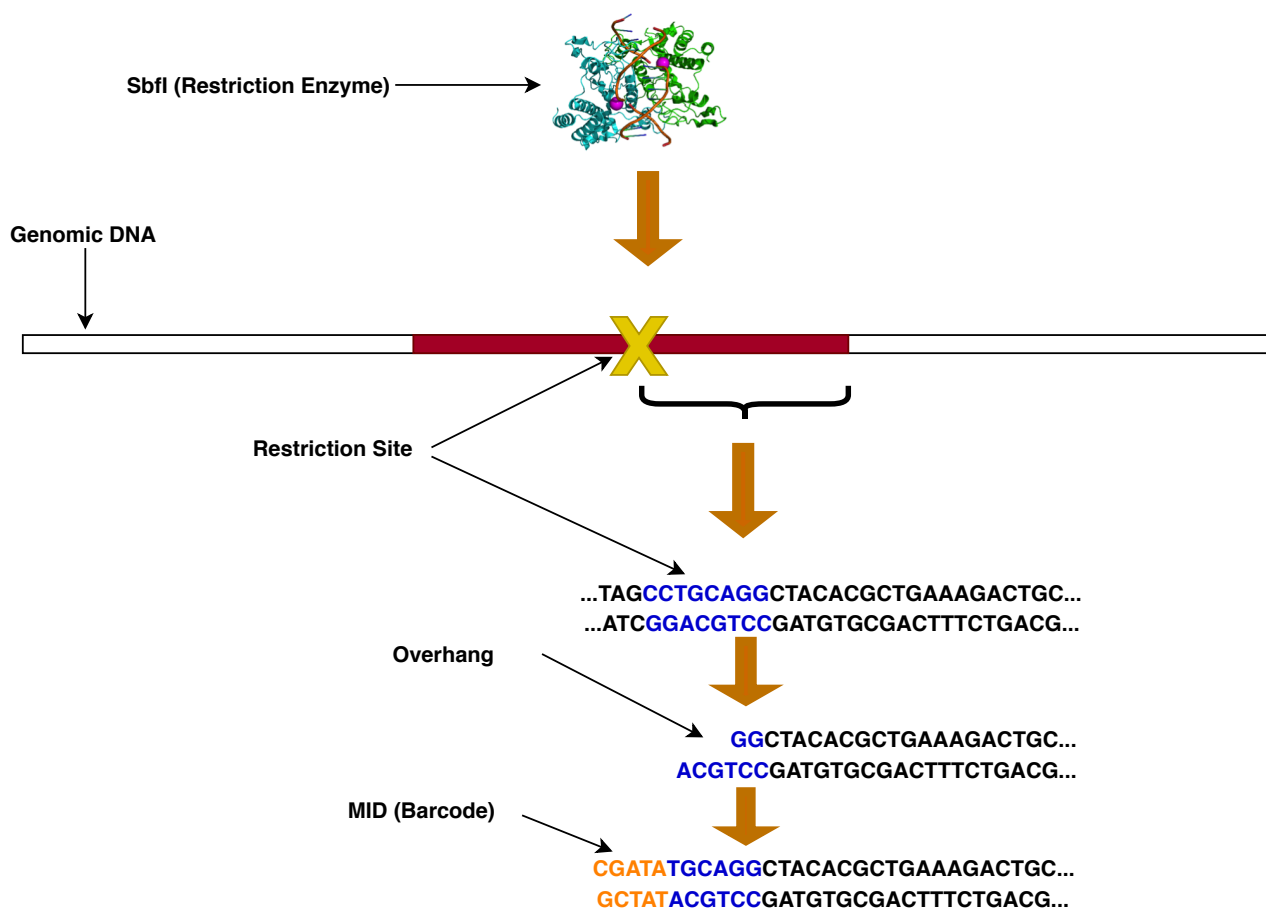 SbfI (Restriction Enzyme)
Genomic DNA
X
Restriction Site
...TAGCCTGCAGGCTACACGCTGAAAGACTGC...
...ATCGGACGTCCGATGTGCGACTTTCTGACG...
Overhang
GGCTACACGCTGAAAGACTGC...
ACGTCCGATGTGCGACTTTCTGACG...
MID (Barcode)
CGATATGCAGGCTACACGCTGAAAGACTGC...
GCTATACGTCCGATGTGCGACTTTCTGACG...